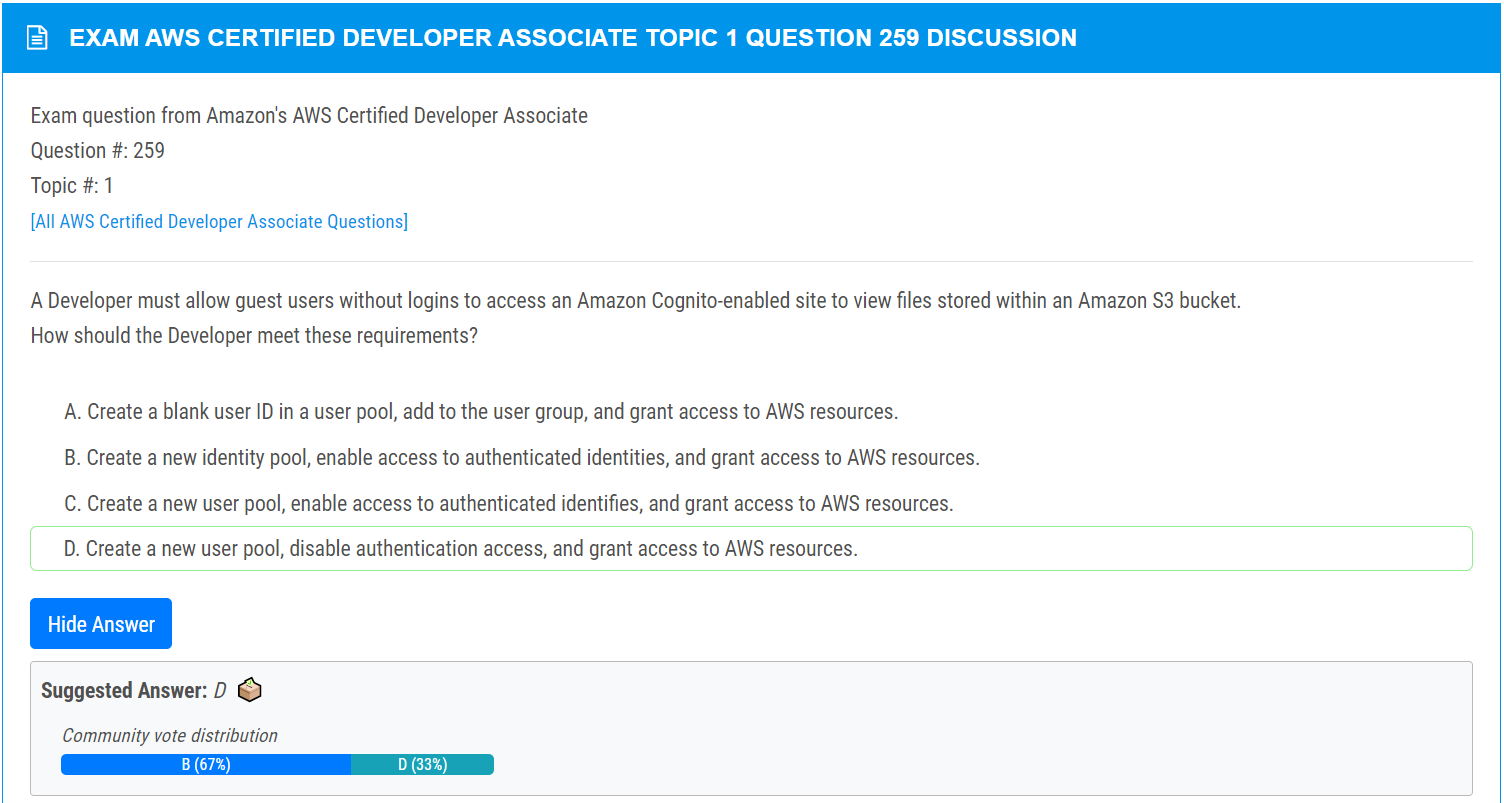 EXAM AWS CERTIFIED DEVELOPER ASSOCIATE TOPIC 1 QUESTION 259 DISCUSSION
Exam question from Amazon's AWS Certified Developer Associate
Question #: 259
Topic #: 1
[All AWS Certified Developer Associate Questions]
A Developer must allow guest users without logins to access an Amazon Cognito-enabled site to view files stored within an Amazon S3 bucket.
How should the Developer meet these requirements?
A. Create a blank user ID in a user pool, add to the user group, and grant access to AWS resources.
B. Create a new identity pool, enable access to authenticated identities, and grant access to AWS resources.
C. Create a new user pool, enable access to authenticated identifies, and grant access to AWS resources.
D. Create a new user pool, disable authentication access, and grant access to AWS resources.
Hide Answer
Suggested Answer: D
Community vote distribution
B (67%) D (33%)